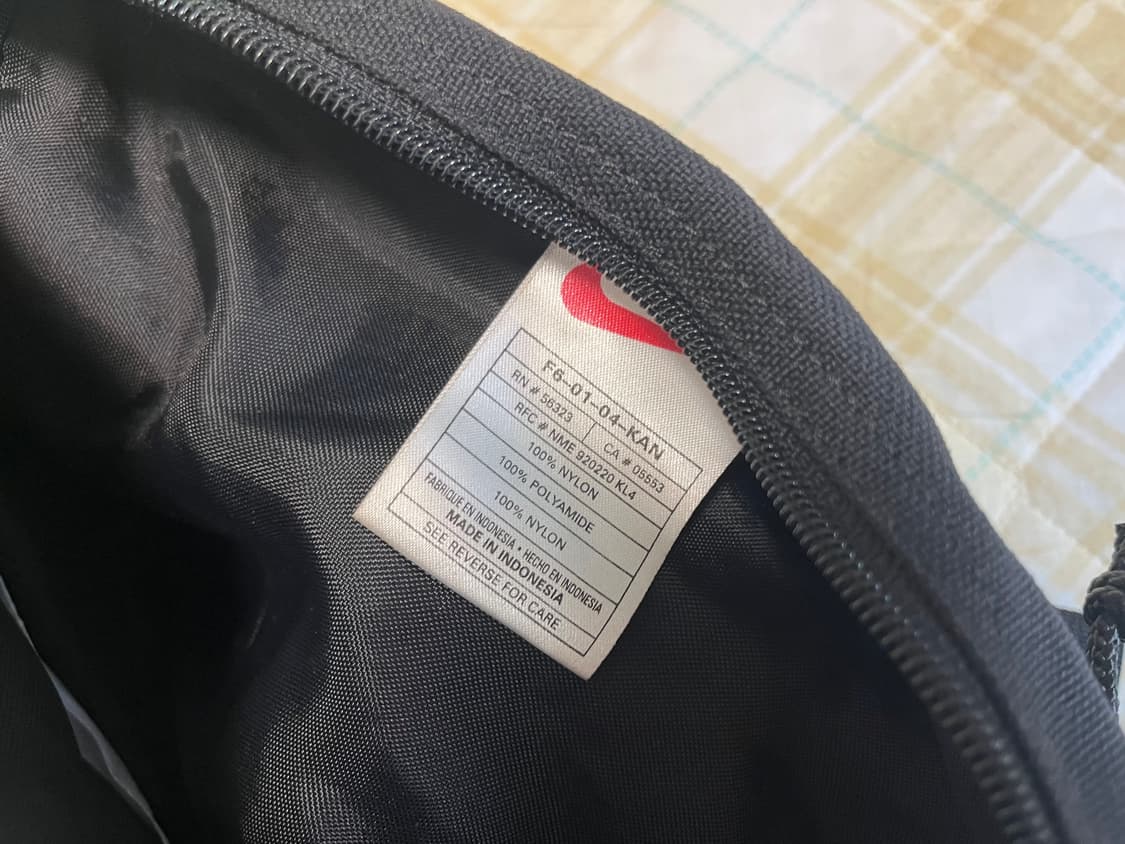 F6-01-04-KAN
RN # 56323 CA # 05553
RFC # NME 920220 KL4
100% NYLON
100% POLYAMIDE
100% NYLON
FABRIQUE EN INDONESIA • HECHO EN INDONESIA
MADE IN INDONESIA
SEE REVERSE FOR CARE